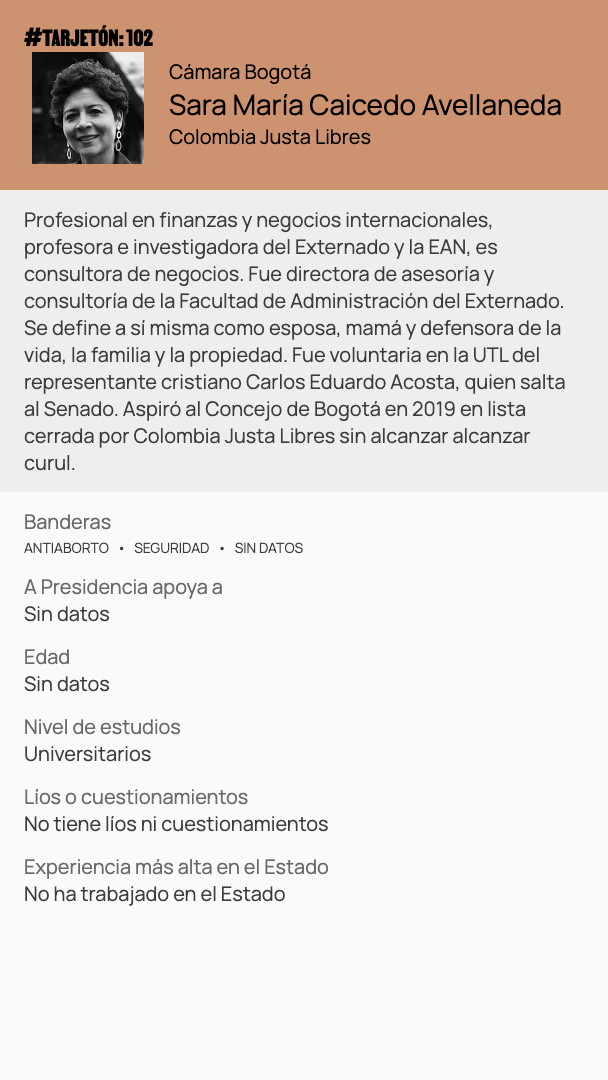 #TARJETÓN: 102
Cámara Bogotá
Sara María Caicedo Avellaneda
Colombia Justa Libres
Profesional en finanzas y negocios internacionales,
profesora e investigadora del Externado y la EAN, es
consultora de negocios. Fue directora de asesoría y
consultoría de la Facultad de Administración del Externado.
Se define a sí misma como esposa, mamá y defensora de la
vida, la familia y la propiedad. Fue voluntaria en la UTL del
representante cristiano Carlos Eduardo Acosta, quien salta
al Senado. Aspiró al Concejo de Bogotá en 2019 en lista
cerrada por Colombia Justa Libres sin alcanzar alcanzar
curul.
Banderas
ANTIABORTO • SEGURIDAD • SIN DATOS
A Presidencia apoya a
Sin datos
Edad
Sin datos
Nivel de estudios
Universitarios
Líos o cuestionamientos
No tiene líos ni cuestionamientos
Experiencia más alta en el Estado
No ha trabajado en el Estado